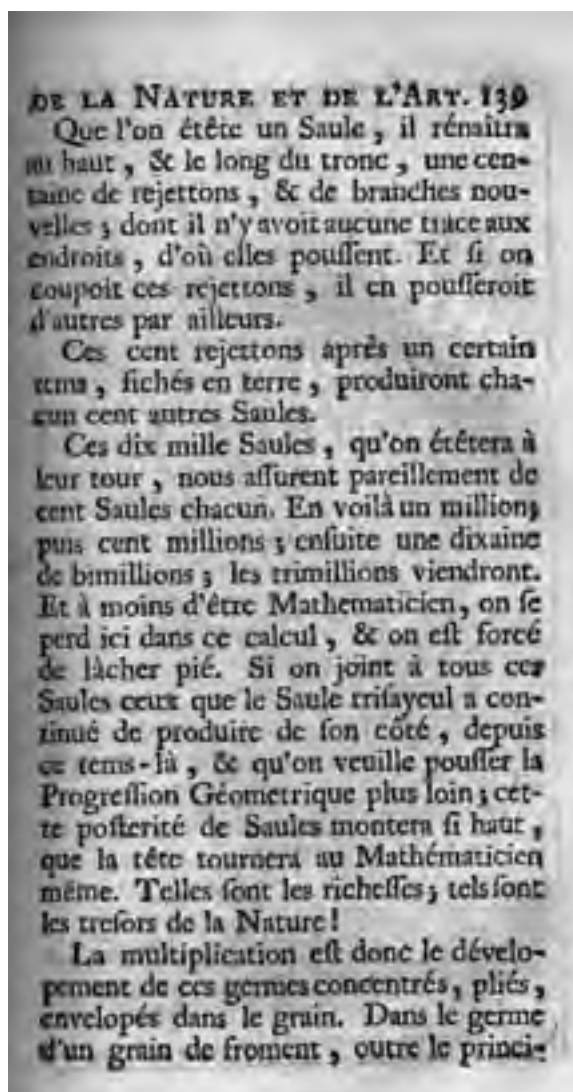 DE LA NATURE ET DE L'ART. 139
Que l'on étête un Saule, il rénaîtra
au haut, & le long du tronc, une cen-
taine de rejettons, & de branches nou-
velles; dont il n'y avoit aucune trace aux
endroits, d'où elles pouſſent. Et ſi on
coupoit ces rejettons, il en pouſſeroit
d'autres par ailleurs.
Ces cent rejettons après un certain
tems, fichés en terre, produiront cha-
cun cent autres Saules.
Ces dix mille Saules, qu'on étêtera à
leur tour, nous aſſurent pareillement de
cent Saules chacun. En voilà un million;
puis cent millions; enſuite une dixaine
de bimillions; les trimillions viendront.
Et à moins d'être Mathematicien, on ſe
perd ici dans ce calcul, & on eſt forcé
de lâcher pié. Si on joint à tous ces
Saules ceux que le Saule triſayeul a con-
tinué de produire de ſon côté, depuis
ce tems-là, & qu'on veuille pouſſer la
Progreſſion Géometrique plus loin; cet-
te poſterité de Saules montera ſi haut,
que la tête tournera au Mathématicien
même. Telles ſont les richeſſes; tels ſont
les treſors de la Nature!
La multiplication eſt donc le dévelo-
pement de ces germes concentrés, pliés,
envelopés dans le grain. Dans le germe
d'un grain de froment, outre le princi-